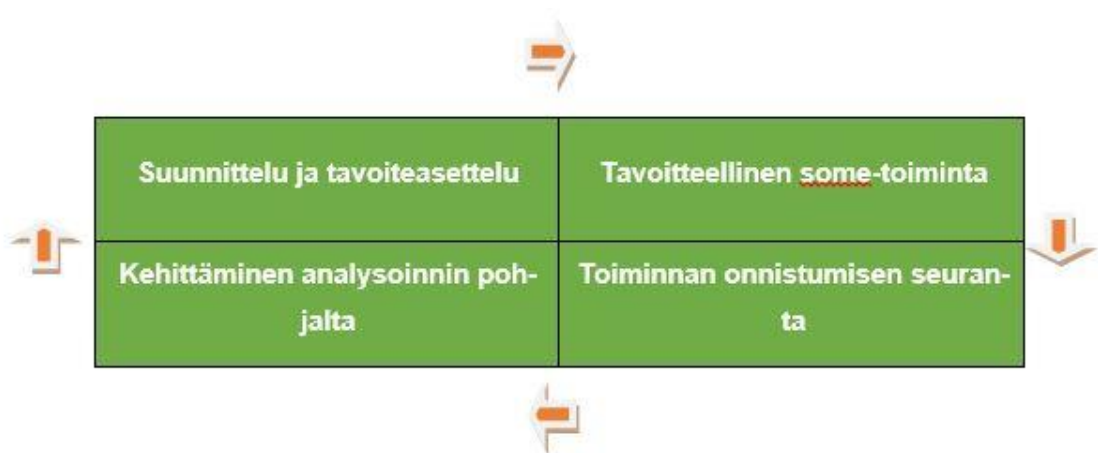 Suunnittelu ja tavoiteasettelu
Tavoitteellinen some-toiminta
Kehittäminen analysoinnin poh-
jalta
Toiminnan onnistumisen seuran-
ta